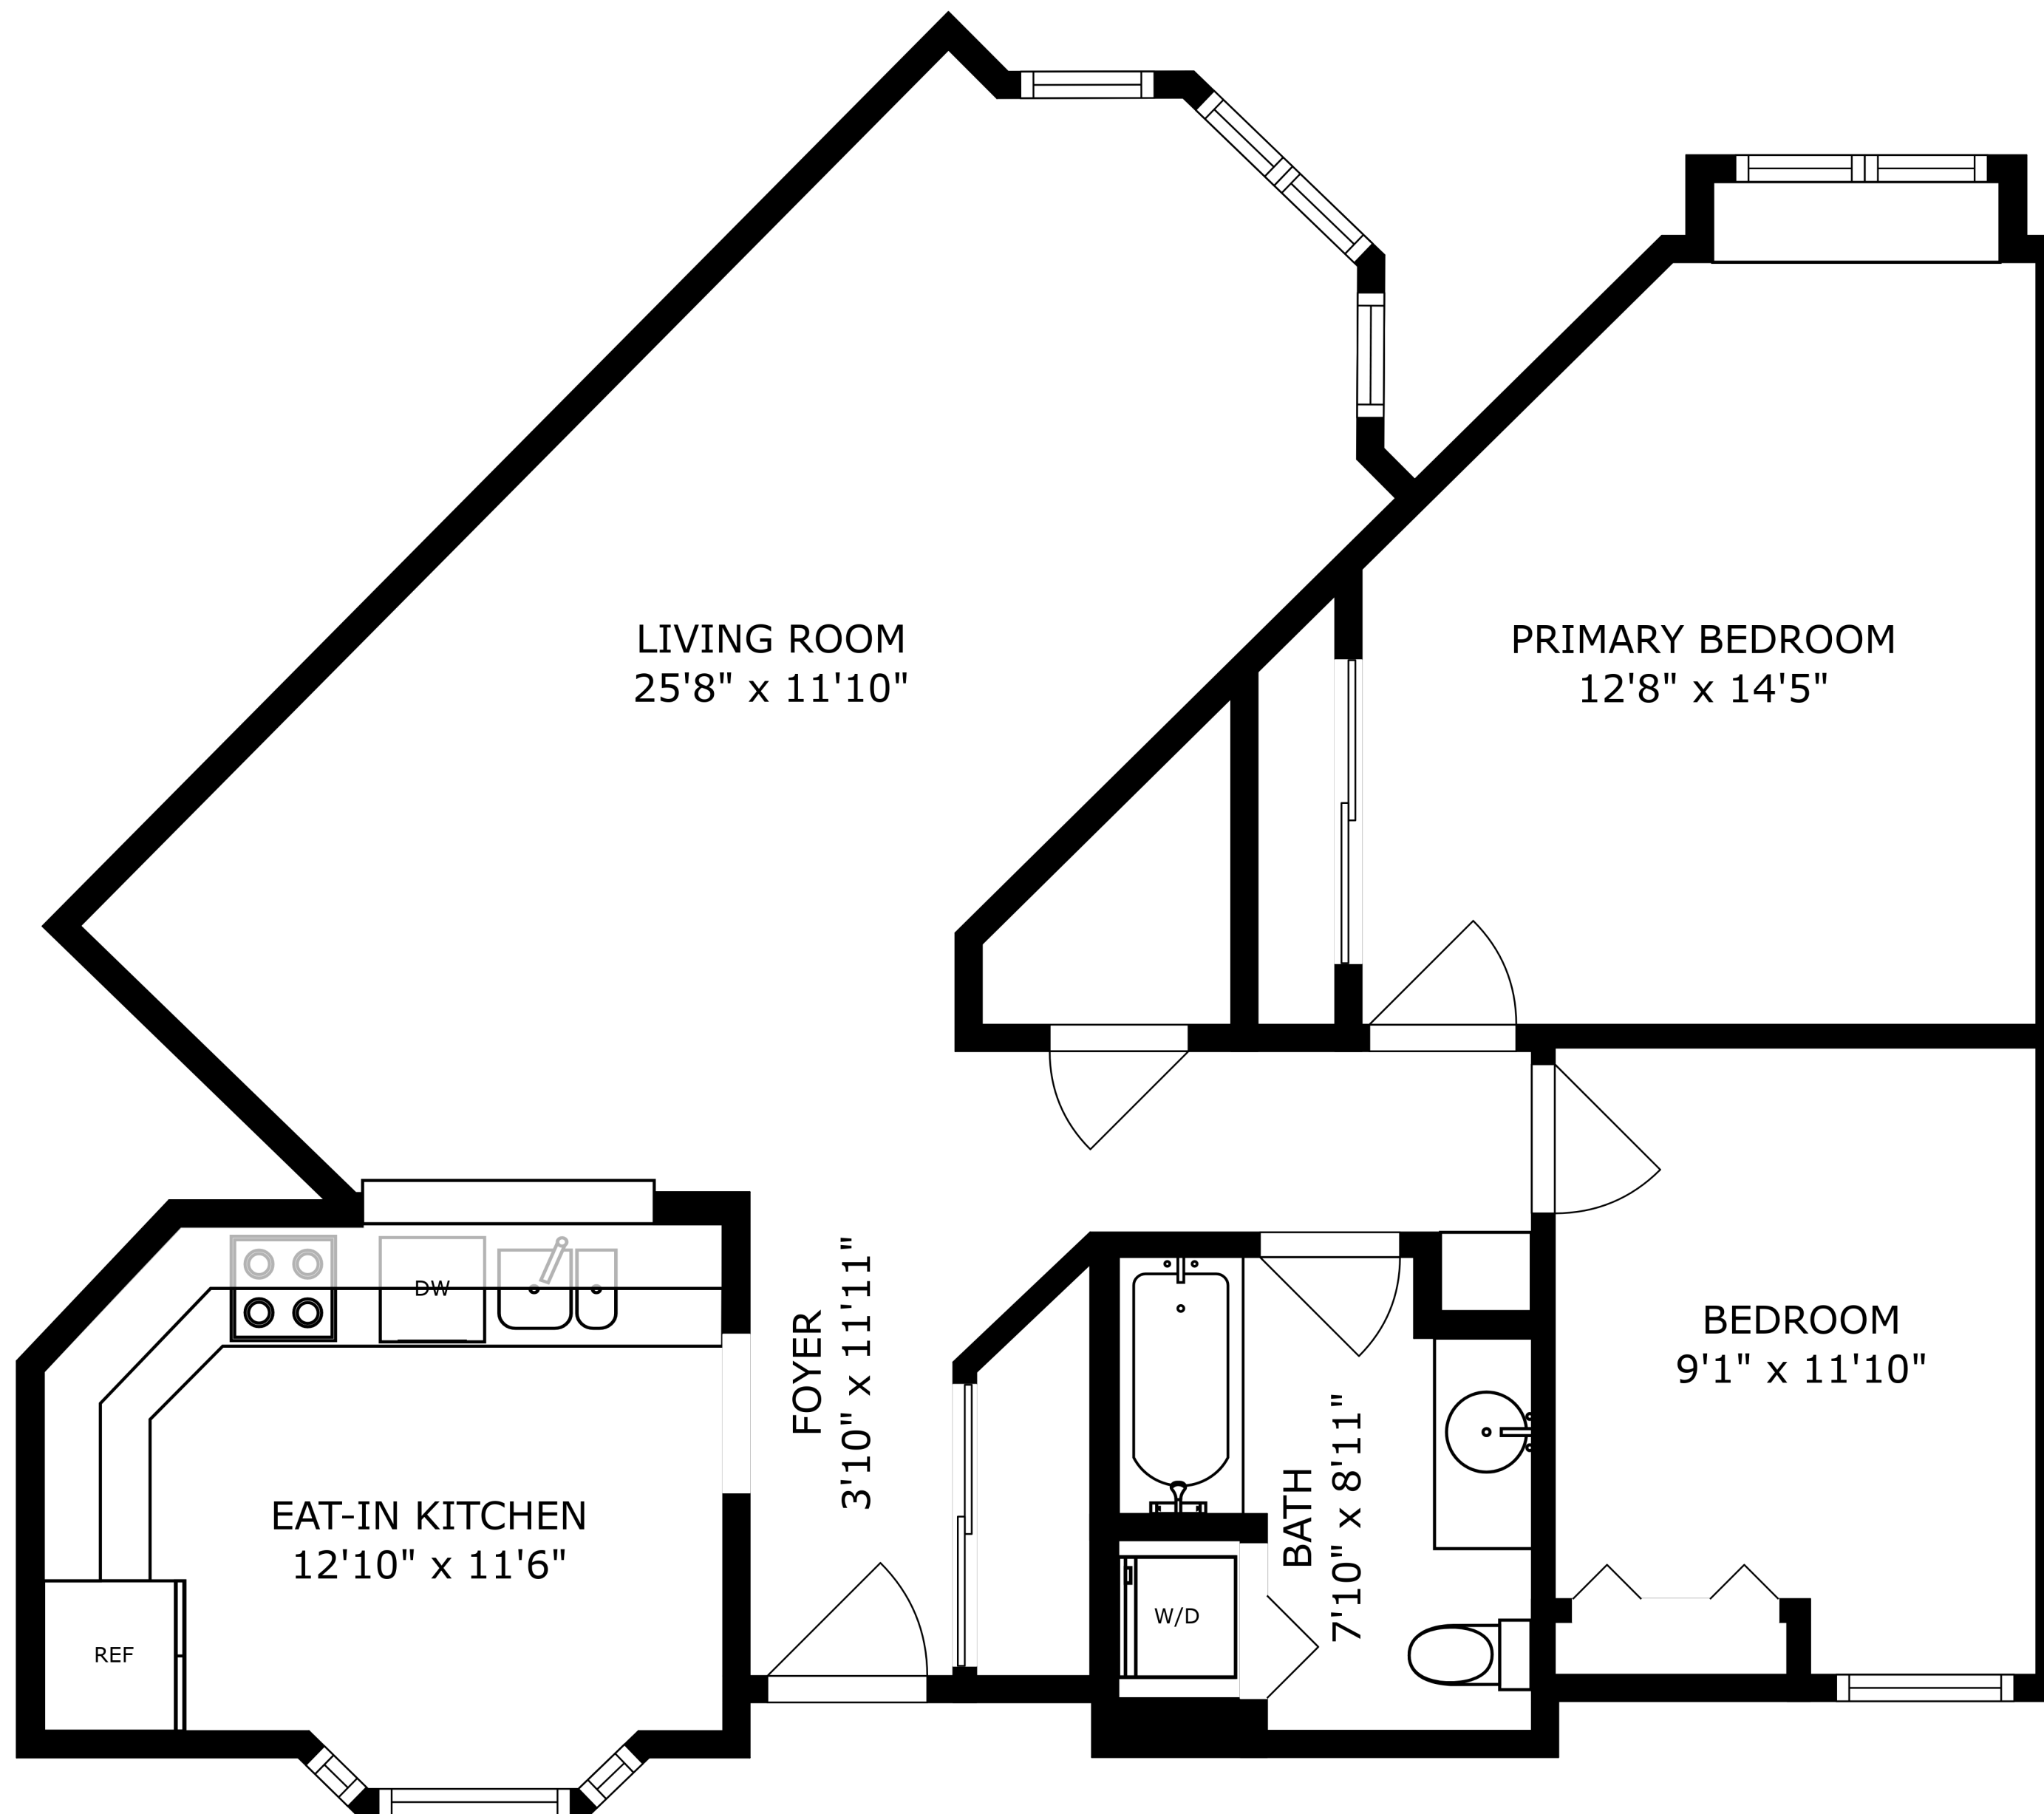 LIVING ROOM
25'8" x 11'10"
PRIMARY BEDROOM
12'8" x 14'5"
DW
FOYER
3'10" x 11'11"
BEDROOM
9'1" x 11'10"
EAT-IN KITCHEN
12'10" x 11'6"
BATH
7'10" x 8'11"
W/D
REF